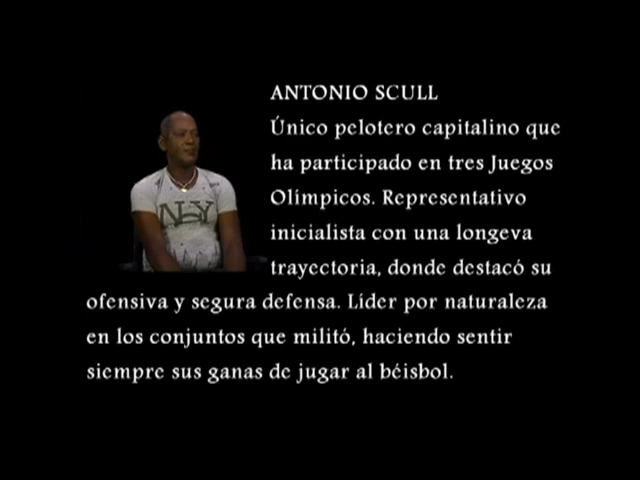 ANTONIO SCULL
Único pelotero capitalino que
ha participado en tres Juegos
Olímpicos. Representativo
inicialista con una longeva
trayectoria, donde destacó su
ofensiva y segura defensa. Líder por naturaleza
en los conjuntos que militó, haciendo sentir
siempre sus ganas de jugar al béisbol.